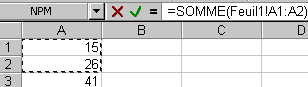 NPM = =SOMME(Feuil1!A1:A2)
A B C D
1 15
2 26
3 41